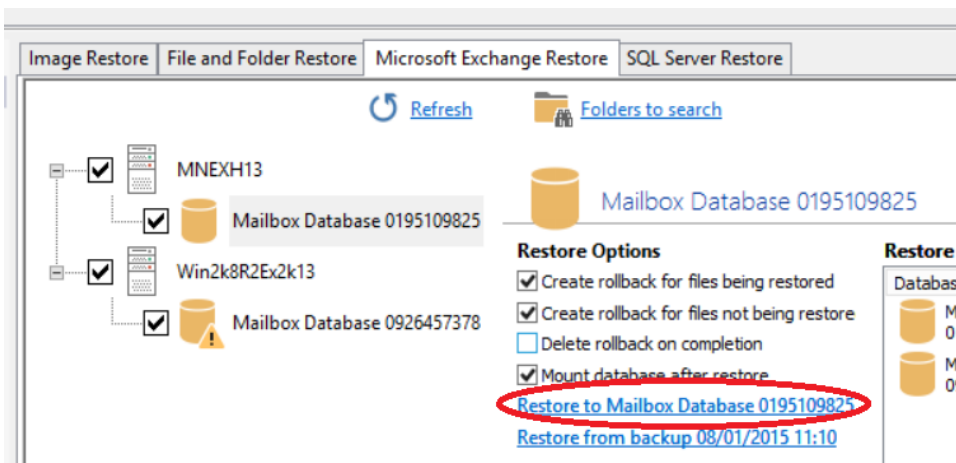 Image Restore File and Folder Restore Microsoft Exchange Restore SQL Server Restore
Refresh Folders to search
MNEXH13
Mailbox Database 0195109825
Win2k8R2Ex2k13
Mailbox Database 0926457378
Mailbox Database 0195109825
Restore Options
Create rollback for files being restored
Create rollback for files not being restore
Delete rollback on completion
Mount database after restore
Restore to Mailbox Database 0195109825
Restore from backup 08/01/2015 11:10
Restore